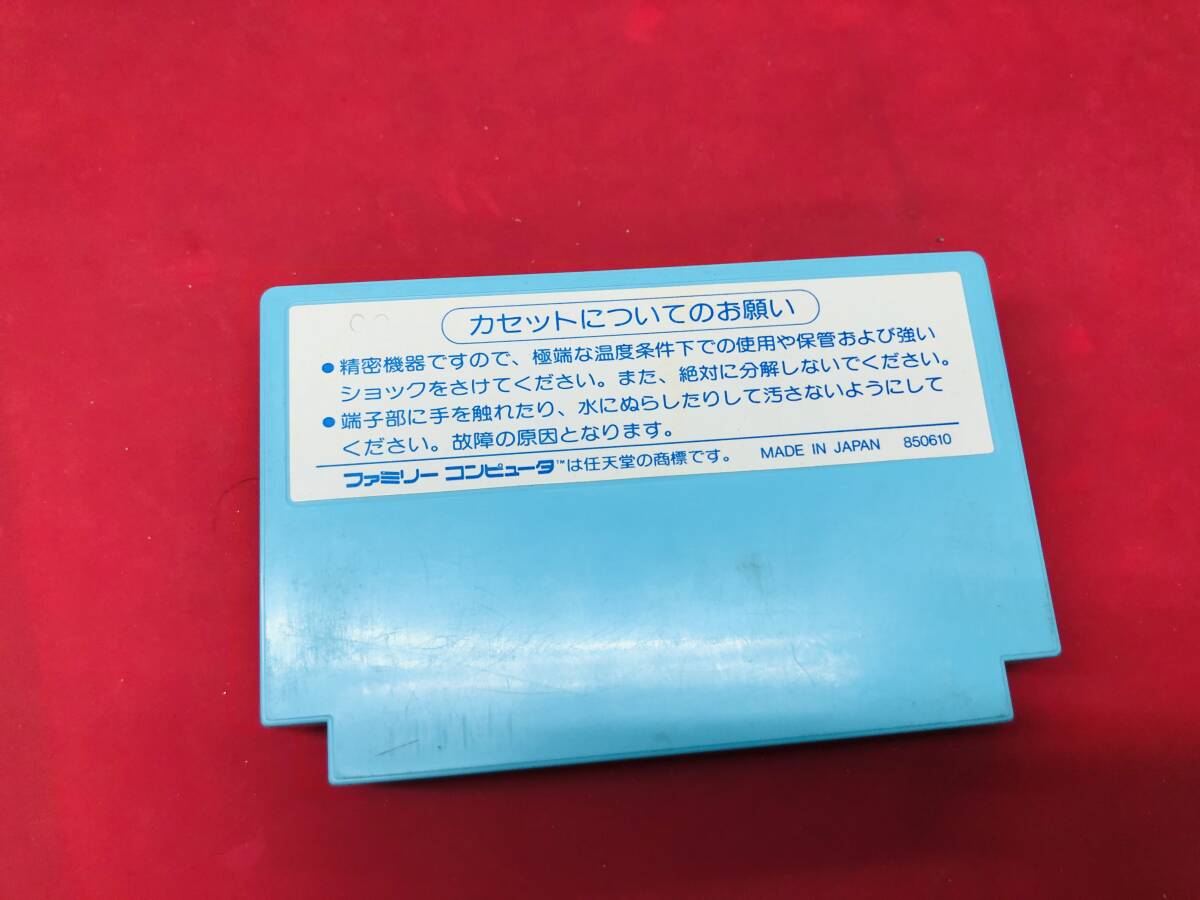 カセットについてのお願い
●精密機器ですので、極端な温度条件下での使用や保管および強い
ショックをさけてください。また、絶対に分解しないでください。
●端子部に手を触れたり、水にぬらしたりして汚さないようにして
ください。故障の原因となります。
ファミリーコンピュータ™は任天堂の商標です。 MADE IN JAPAN 850610